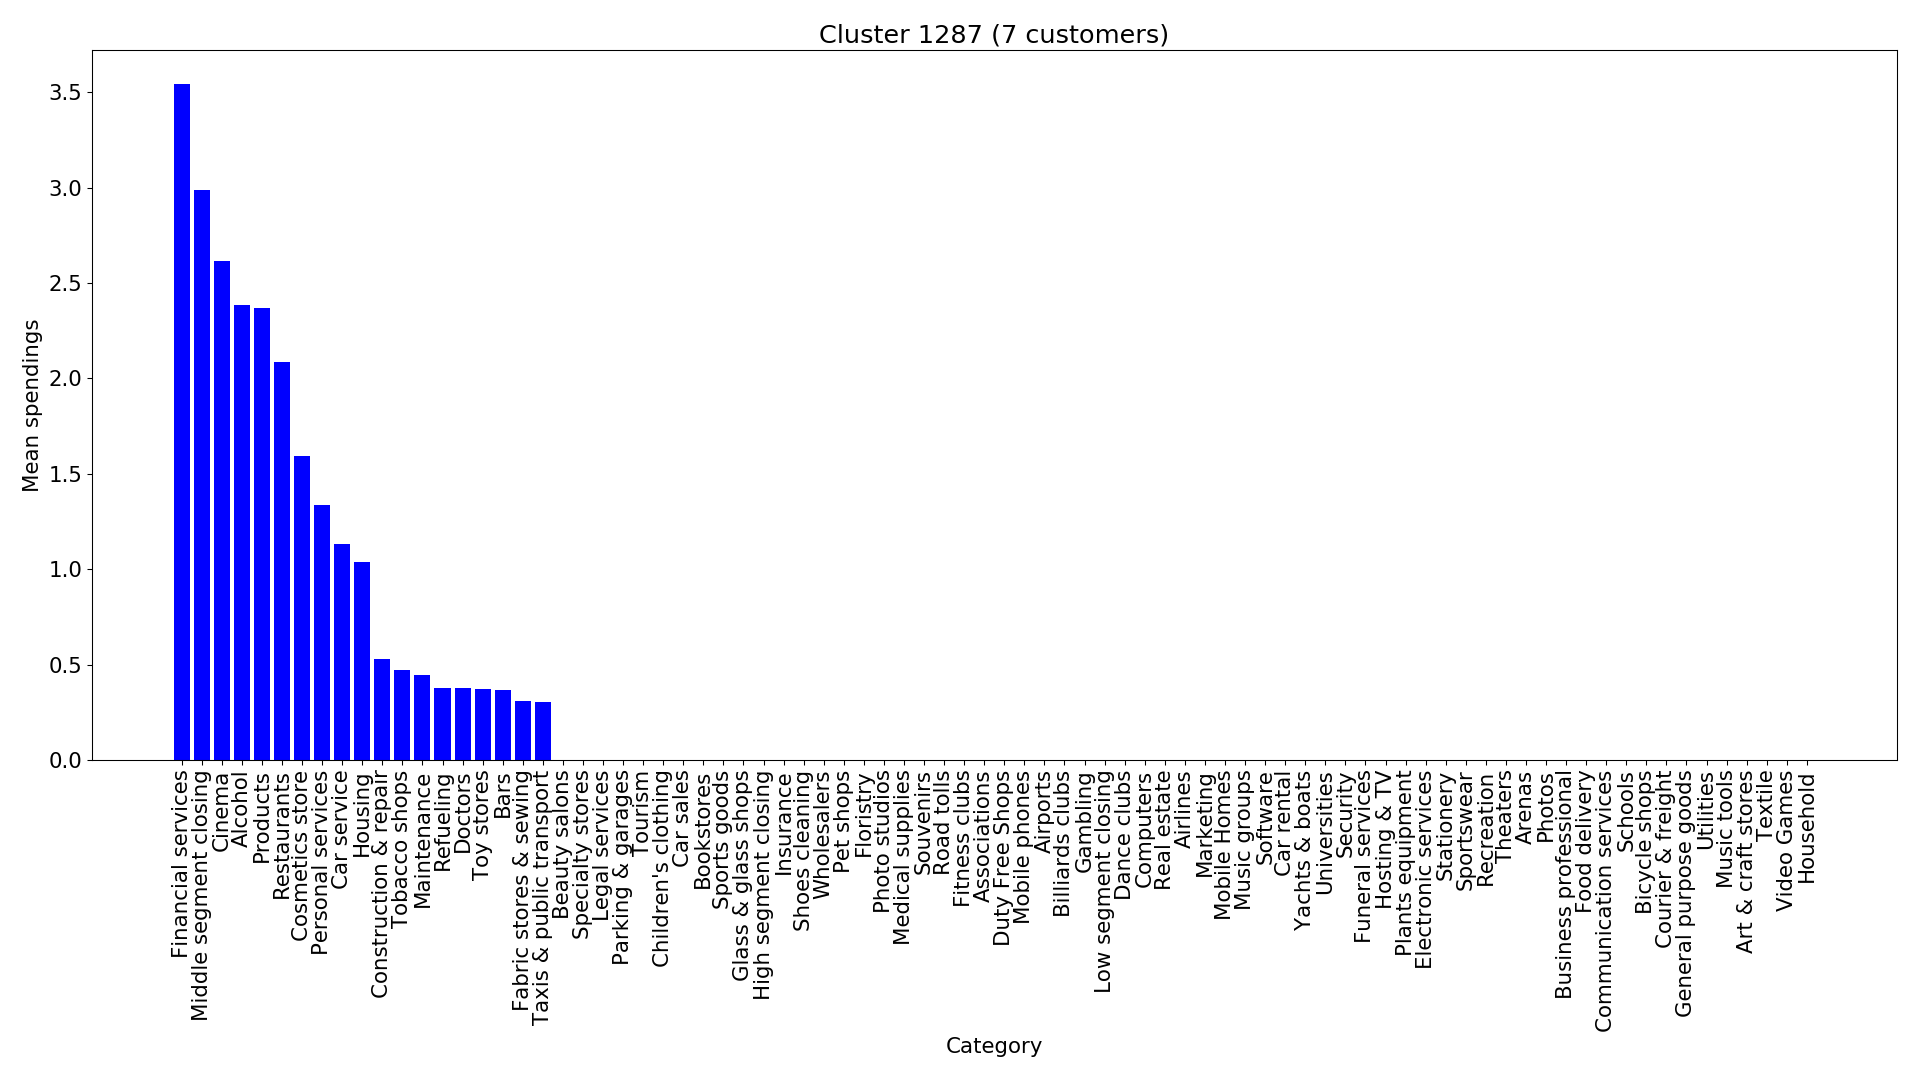 Cluster 1287 (7 customers)
Mean spendings
3.5
3.0
2.5
2.0
1.5
1.0
0.5
0.0
Financial services
Middle segment closing
Cinema
Alcohol
Products
Restaurants
Cosmetics store
Personal services
Car service
Housing
Construction & repair
Tobacco shops
Maintenance
Refuelling
Doctors
Toy stores
Bars
Fabric stores & sewing
Taxis & public transport
Beauty salons
Specialty stores
Legal services
Parking & garages
Tourism
Children's clothing
Car sales
Bookstores
Sports goods
Glass & glass shops
High segment closing
Insurance
Shoes cleaning
Wholesalers
Pet shops
Floristry
Photo studios
Medical supplies
Souvenirs
Road tolls
Fitness clubs
Associations
Duty Free Shops
Mobile phones
Airports
Billiards clubs
Gambling
Low segment closing
Dance clubs
Computers
Real estate
Airlines
Marketing
Mobile Homes
Music groups
Software
Car rental
Yachts & boats
Universities
Security
Funeral services
Hosting & TV
Plants equipment
Electronic services
Stationery
Sportswear
Recreation
Theaters
Arenas
Photos
Business professional
Food delivery
Communication services
Schools
Bicycle shops
Courier & freight
General purpose goods
Utilities
Music tools
Art & craft stores
Textile
Video Games
Household
Category